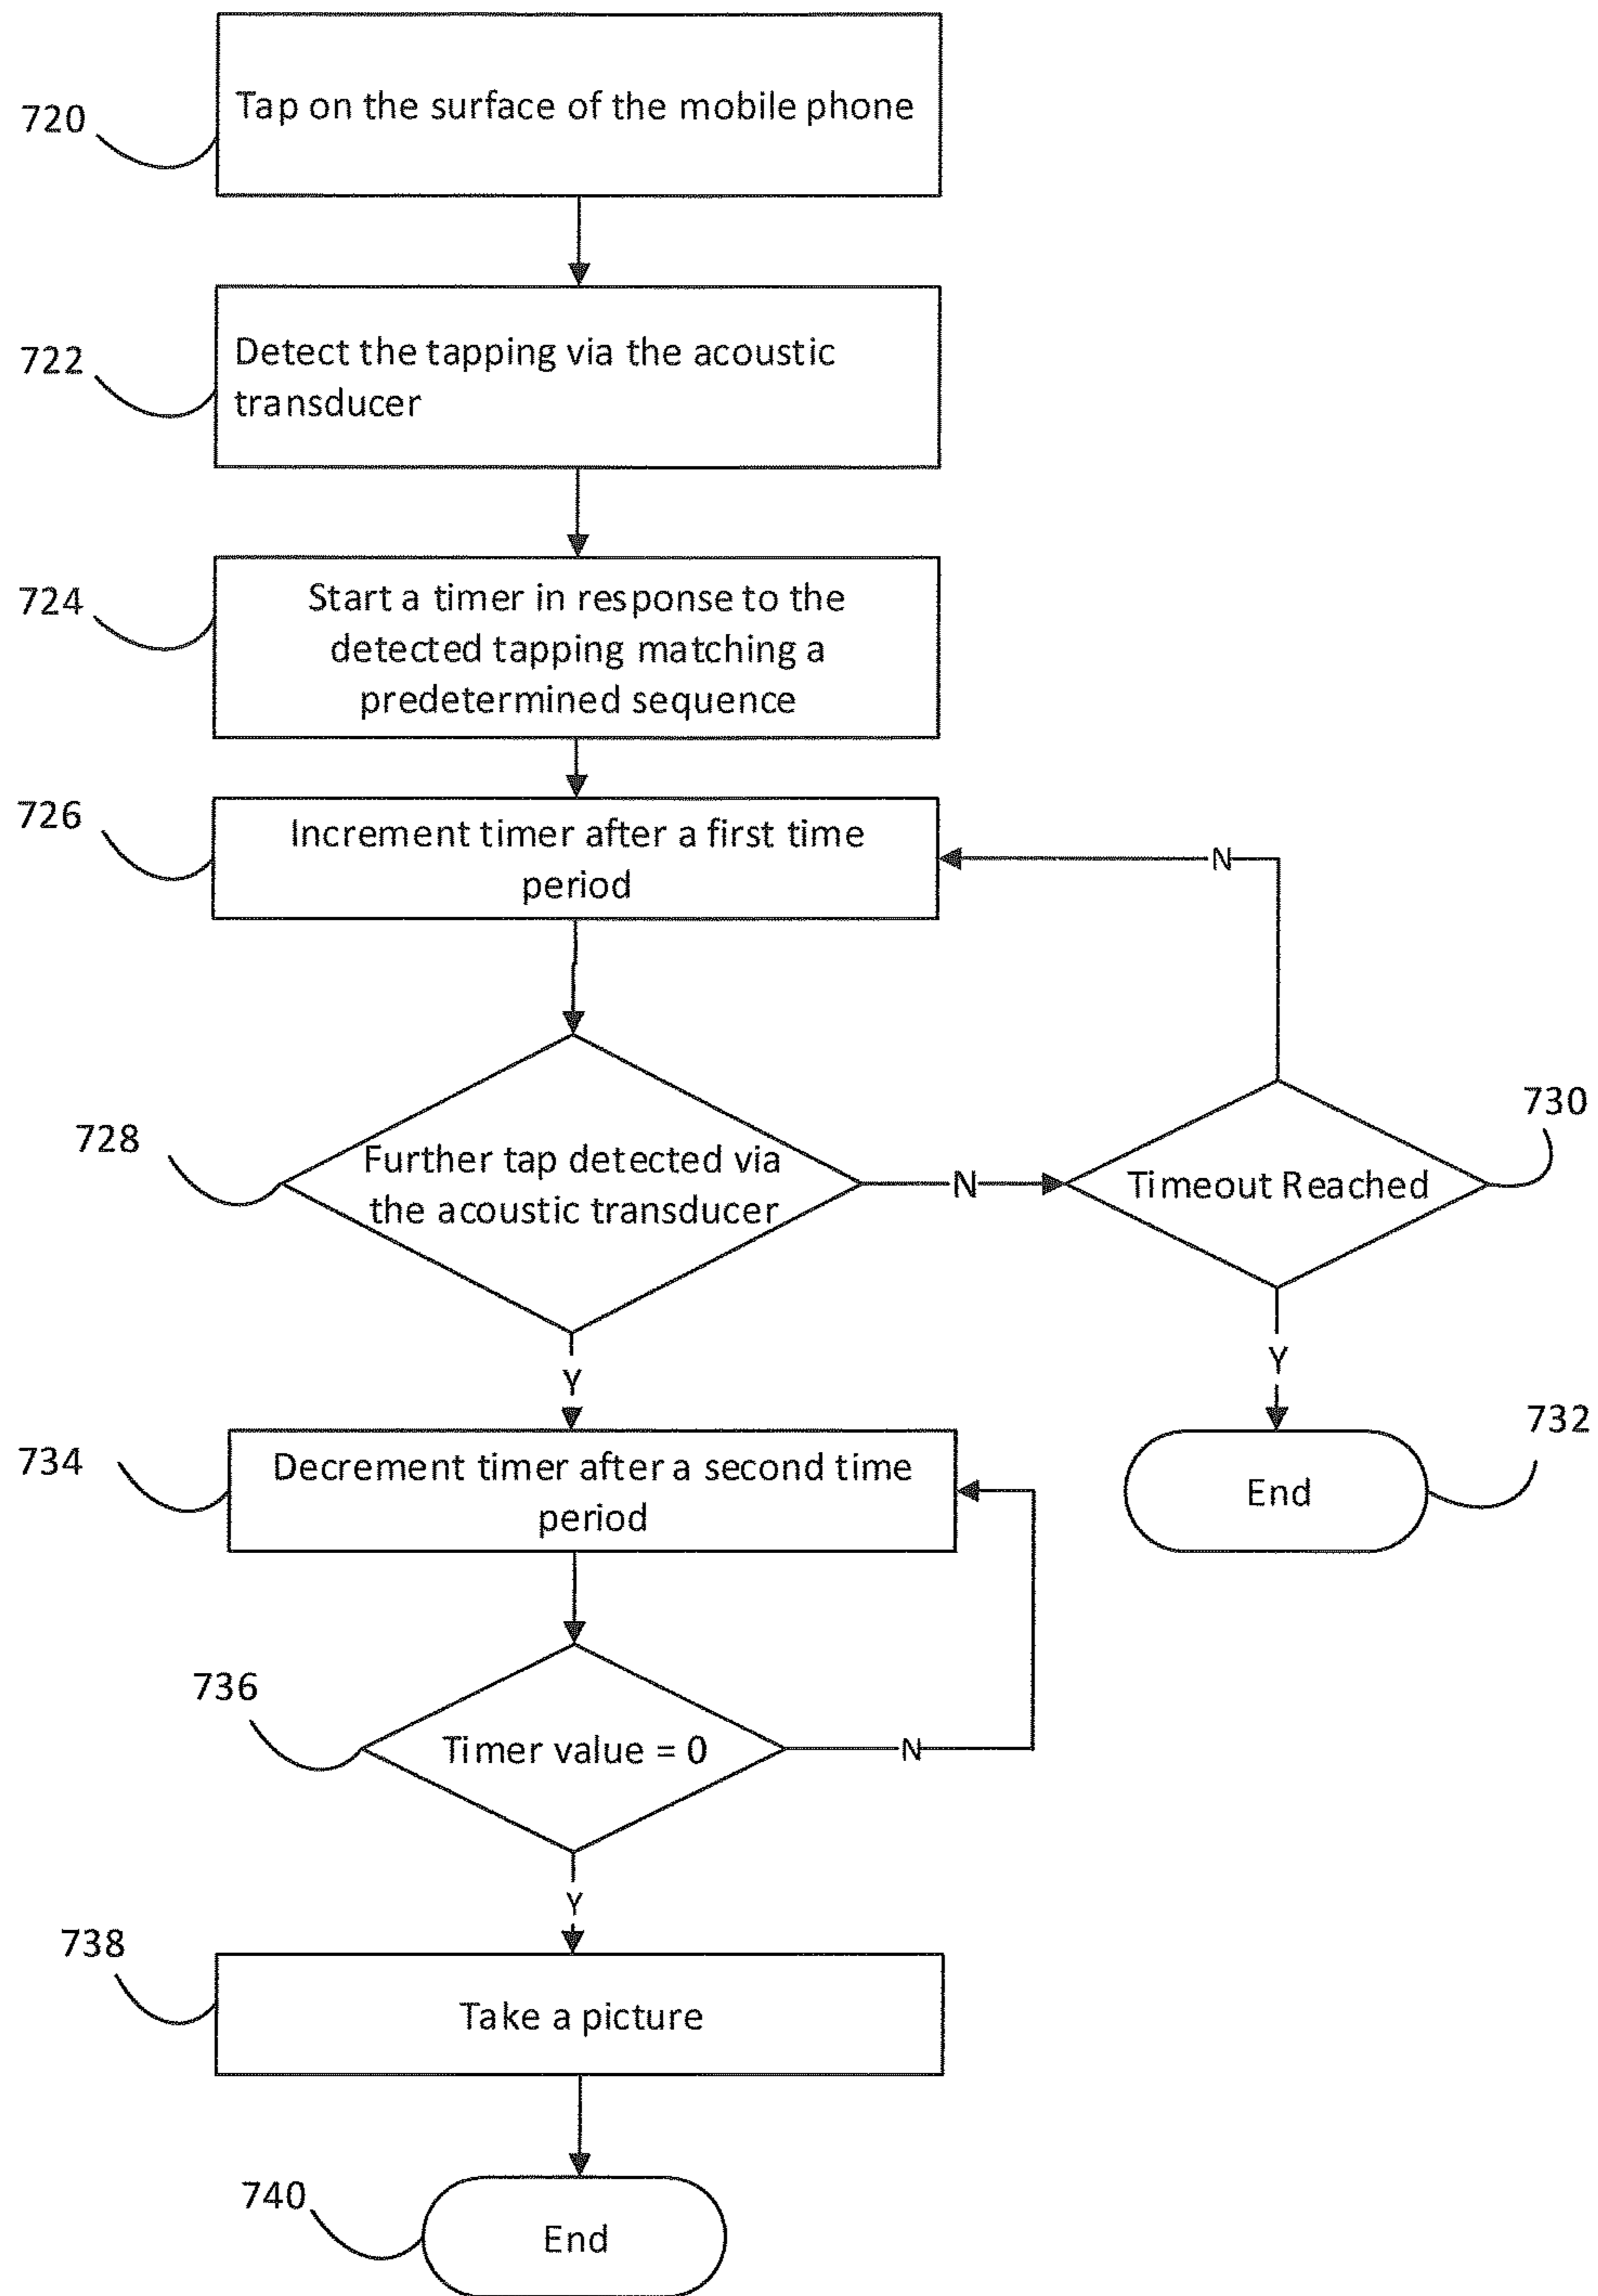 720
Tap on the surface of the mobile phone
722
Detect the tapping via the acoustic
transducer
724
Start a timer in response to the
detected tapping matching a
predetermined sequence
726
Increment timer after a first time
period
N
728
Further tap detected via
the acoustic transducer
N
730
Timeout Reached
Y
Y
732
End
734
Decrement timer after a second time
period
736
Timer value = 0
N
Y
738
Take a picture
740
End